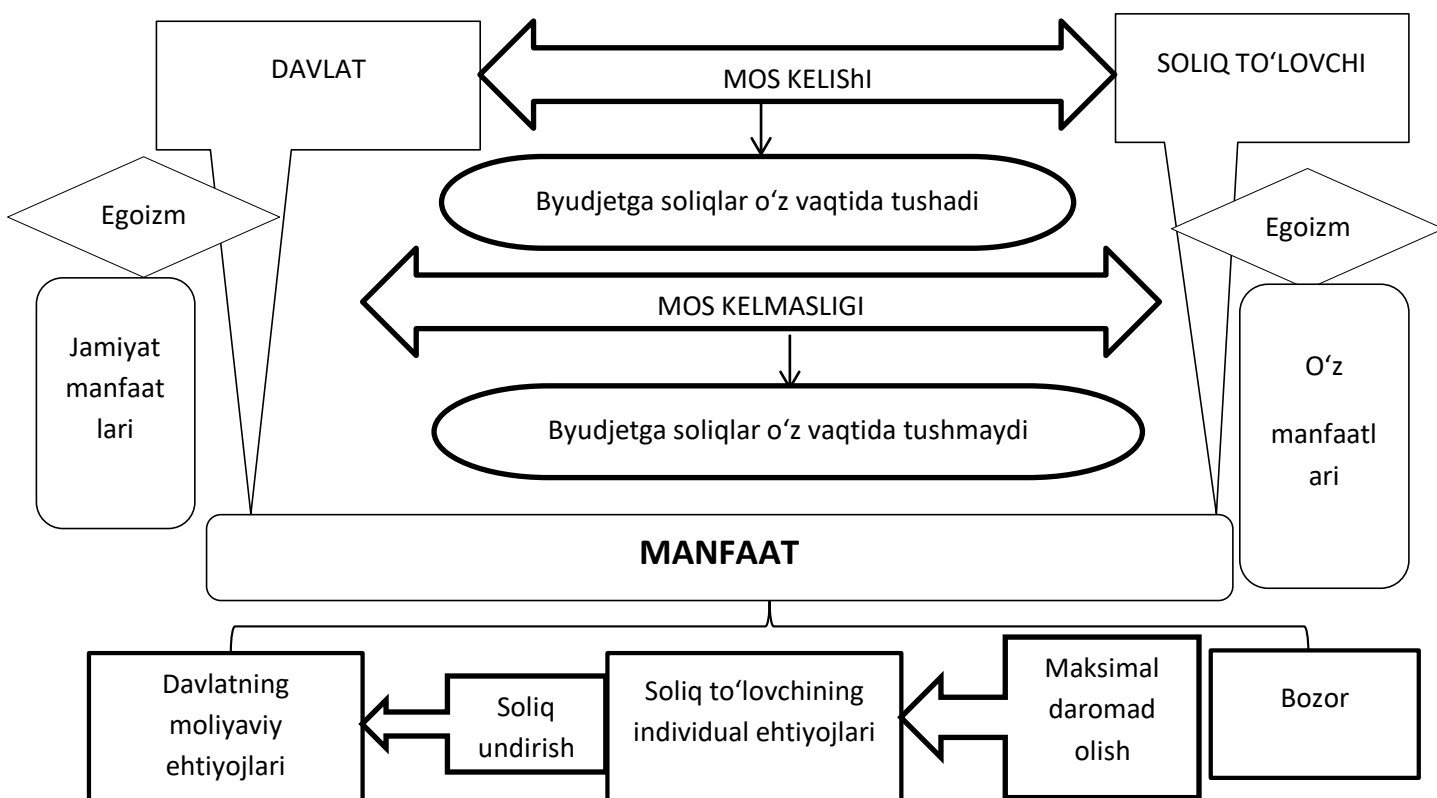 DAVLAT
MOS KELIShI
SOLIQ TO‘LOVCHI
Byudjetga soliqlar o‘z vaqtida tushadi
Egoizm
Egoizm
MOS KELMASLIGI
Jamiyat
manfaat
lari
O‘z
manfaatl
ari
Byudjetga soliqlar o‘z vaqtida tushmaydi
MANFAAT
Davlatning
moliyaviy
ehtiyojlari
Soliq
undirish
Soliq to‘lovchining
individual ehtiyojlari
Maksimal
daromad
olish
Bozor